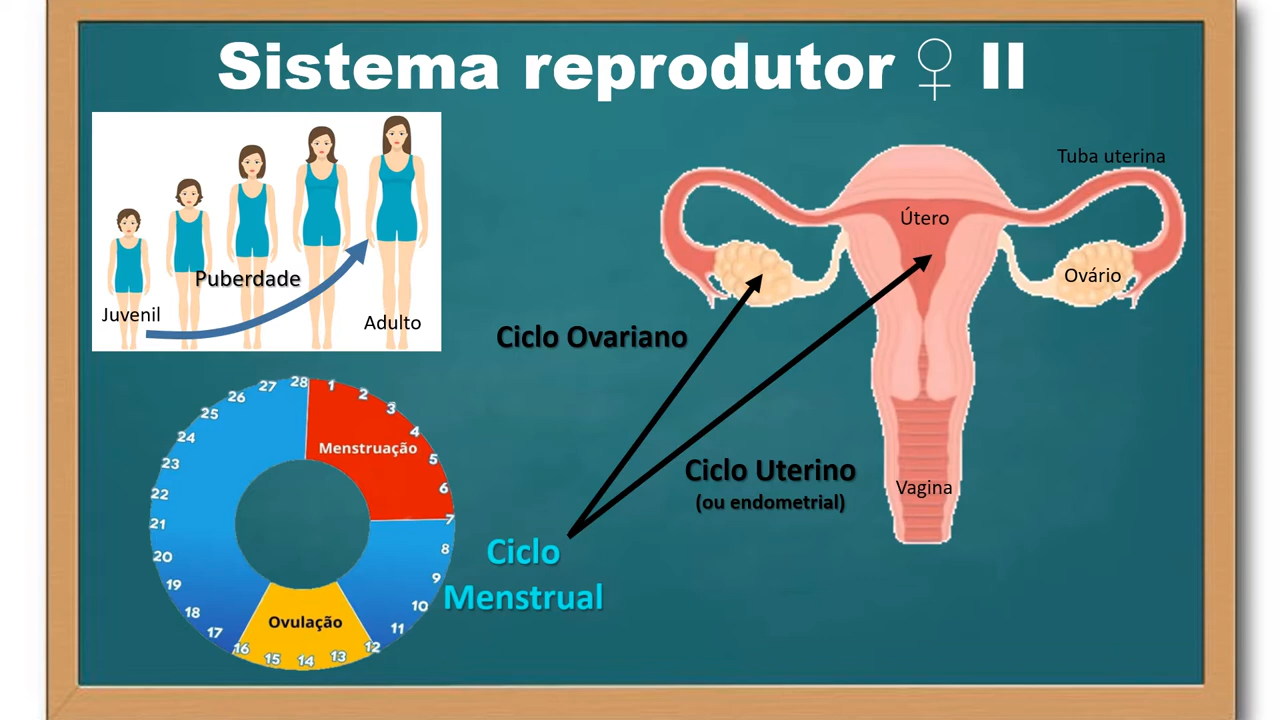 Sistema reprodutor ♀ II
Puberdade
Juvenil
Adulto
Tuba uterina
Útero
Ovário
Vagina
Ciclo Ovariano
Ciclo Uterino
(ou endometrial)
Ciclo
Menstrual
Menstruação
Ovulação
1
2
3
4
5
6
7
8
9
10
11
12
13
14
15
16
17
18
19
20
21
22
23
24
25
26
27
28